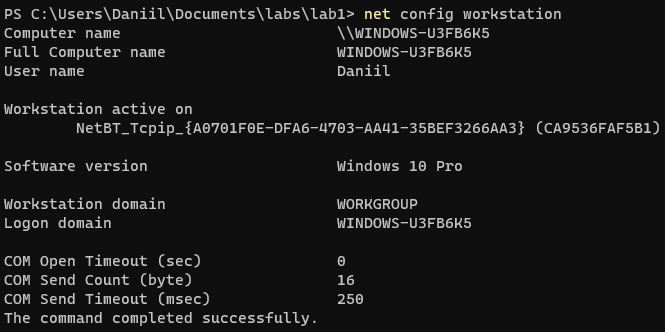 PS C:\Users\Daniil\Documents\labs\lab1> net config workstation
Computer name                        \\WINDOWS-U3FB6K5
Full Computer name                   WINDOWS-U3FB6K5
User name                            Daniil

Workstation active on
        NetBT_Tcpip_{A0701F0E-DFA6-4703-AA41-35BEF3266AA3} (CA9536FAF5B1)

Software version                     Windows 10 Pro

Workstation domain                   WORKGROUP
Logon domain                         WINDOWS-U3FB6K5

COM Open Timeout (sec)               0
COM Send Count (byte)                16
COM Send Timeout (msec)              250
The command completed successfully.